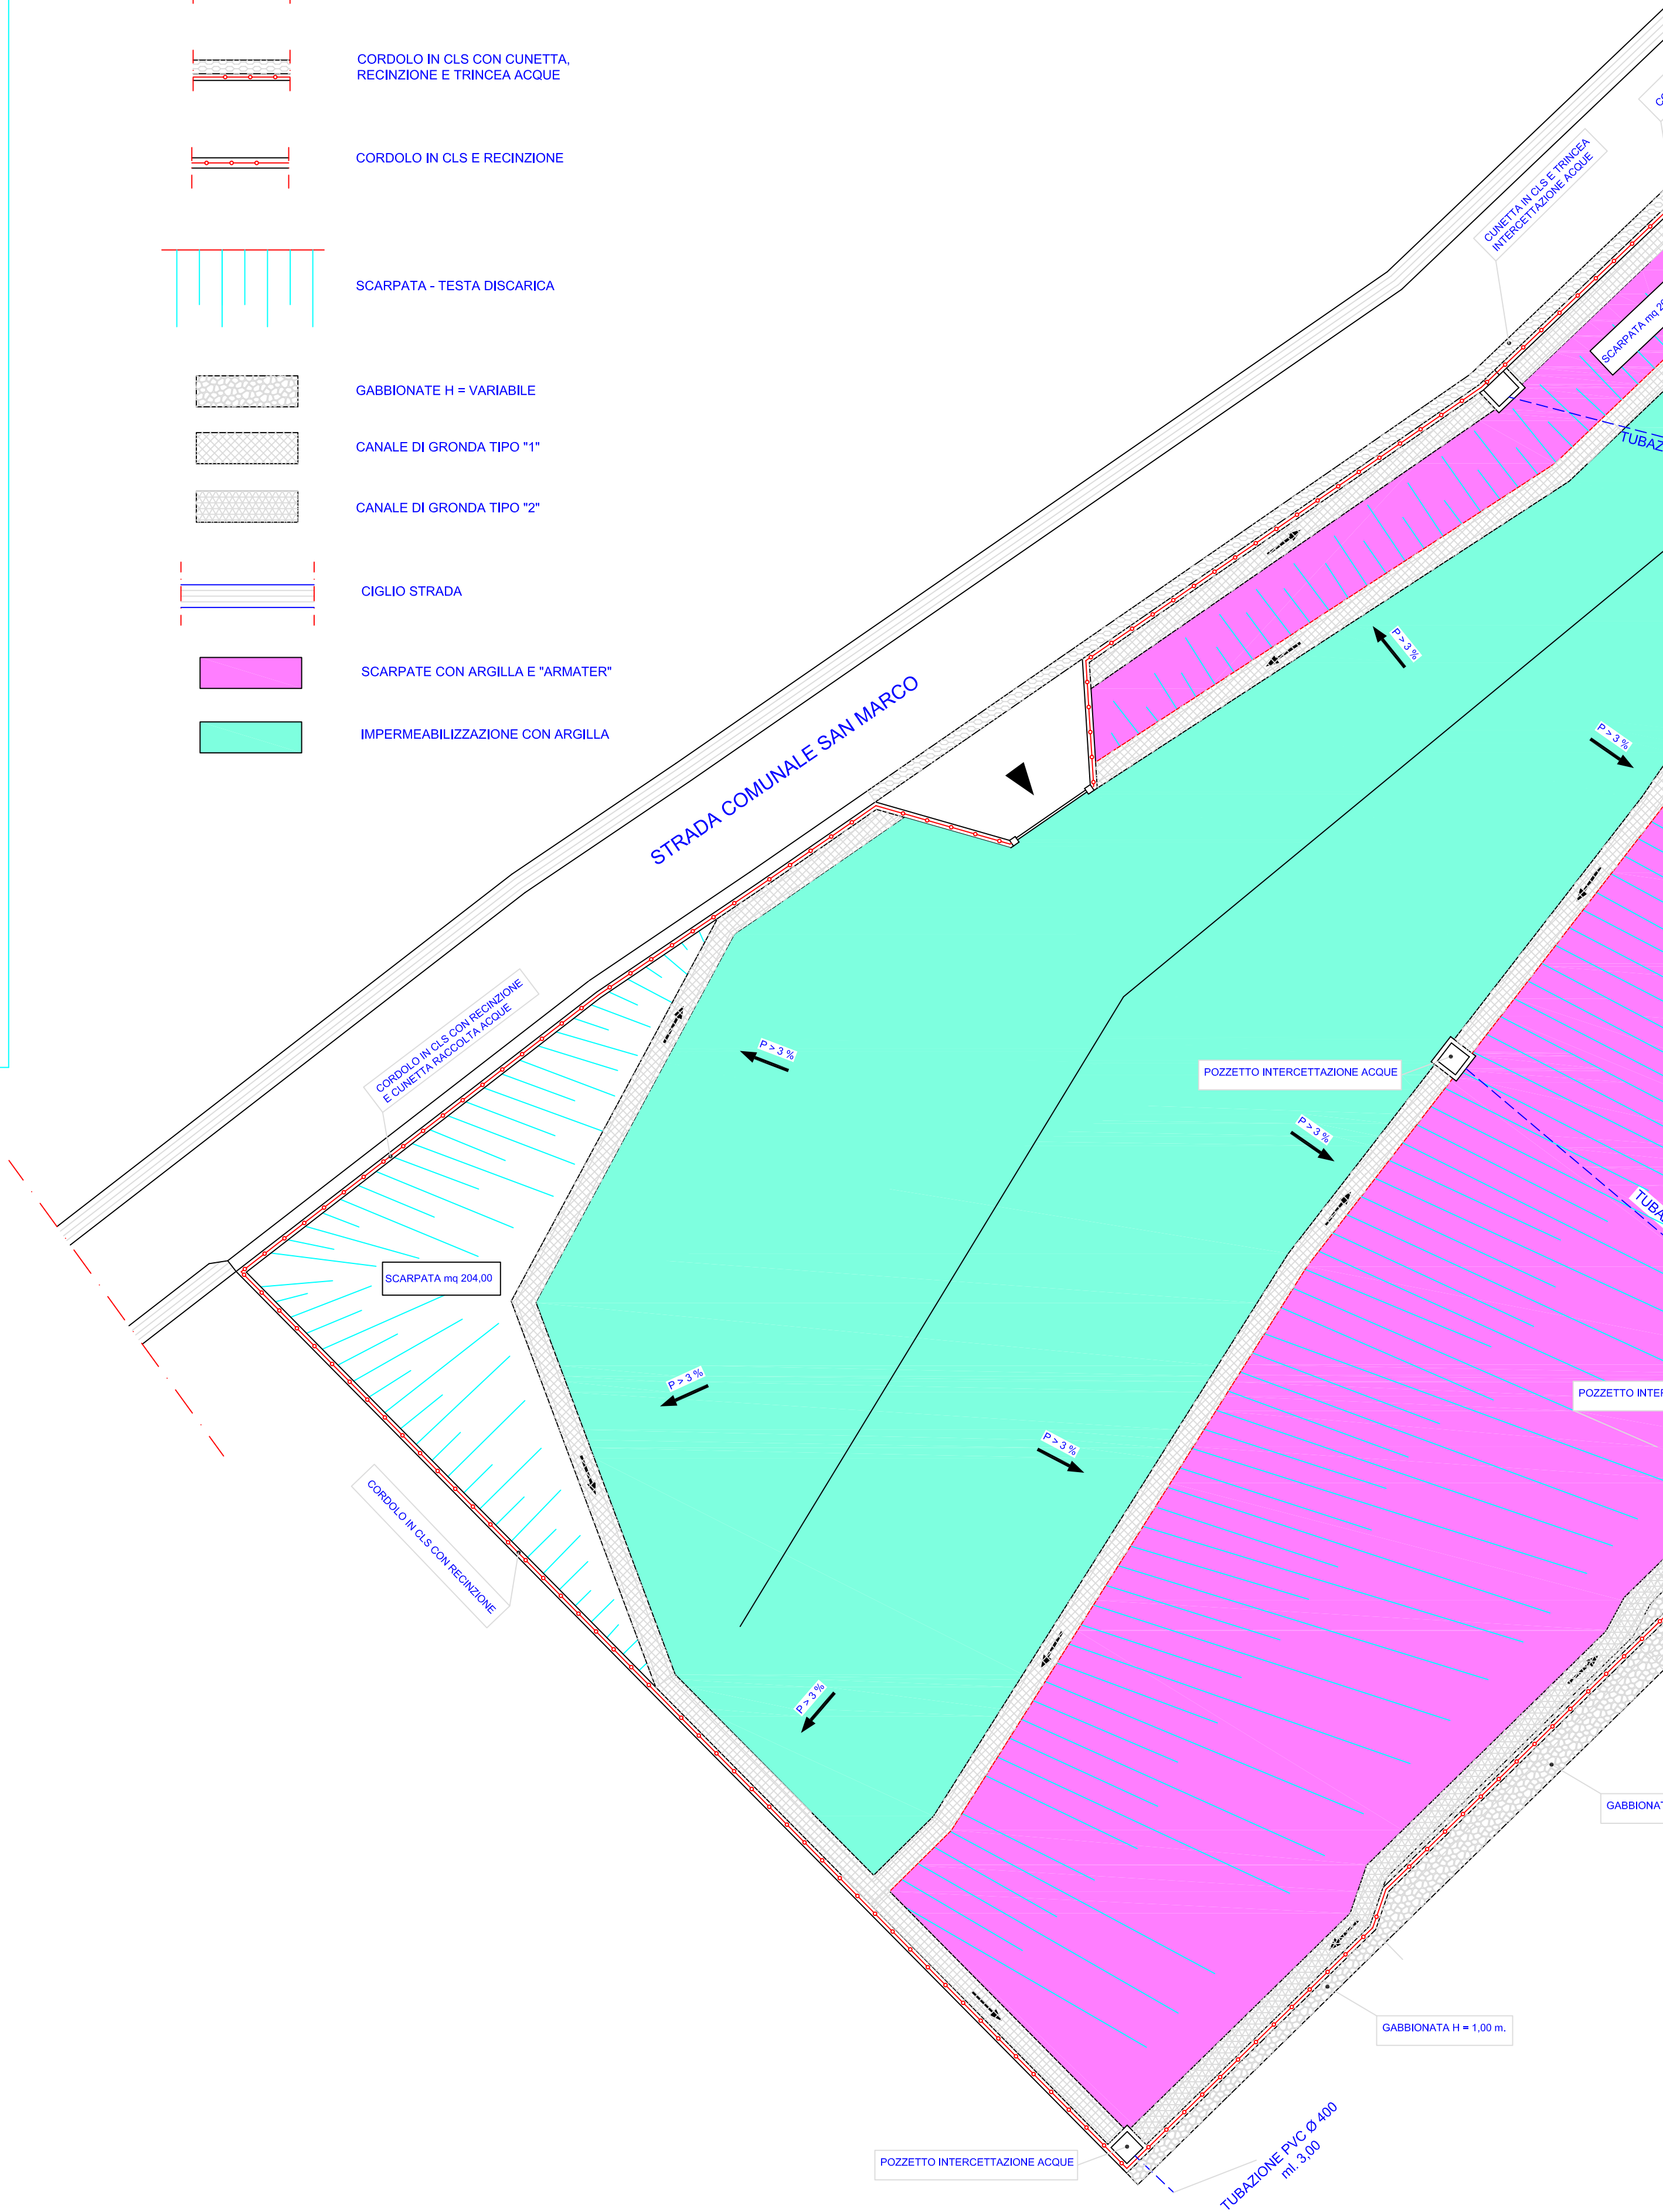 CORDOLO IN CLS CON CUNETTA,
RECINZIONE E TRINCEA ACQUE
CORDOLO IN CLS E RECINZIONE
SCARPATA - TESTA DISCARICA
GABBIONATE H = VARIABILE
CANALE DI GRONDA TIPO "1"
CANALE DI GRONDA TIPO "2"
CIGLIO STRADA
SCARPATE CON ARGILLA E "ARMATER"
IMPERMEABILIZZAZIONE CON ARGILLA
CUNETTA IN CLS E TRINCEA
INTERCETTAZIONE ACQUE
SCARPATA mq
STRADA COMUNALE SAN MARCO
P > 3 %
P > 3 %
CORDOLO IN CLS CON RECINZIONE
E CUNETTA RACCOLTA ACQUE
P > 3 %
POZZETTO INTERCETTAZIONE ACQUE
P > 3 %
SCARPATA mq 204,00
P > 3 %
POZZETTO
P > 3 %
CORDOLO IN CLS CON RECINZIONE
P > 3 %
GABBIONATA H = 1,00 m.
POZZETTO INTERCETTAZIONE ACQUE
TUBAZIONE PVC Ø 400
ml. 3,00